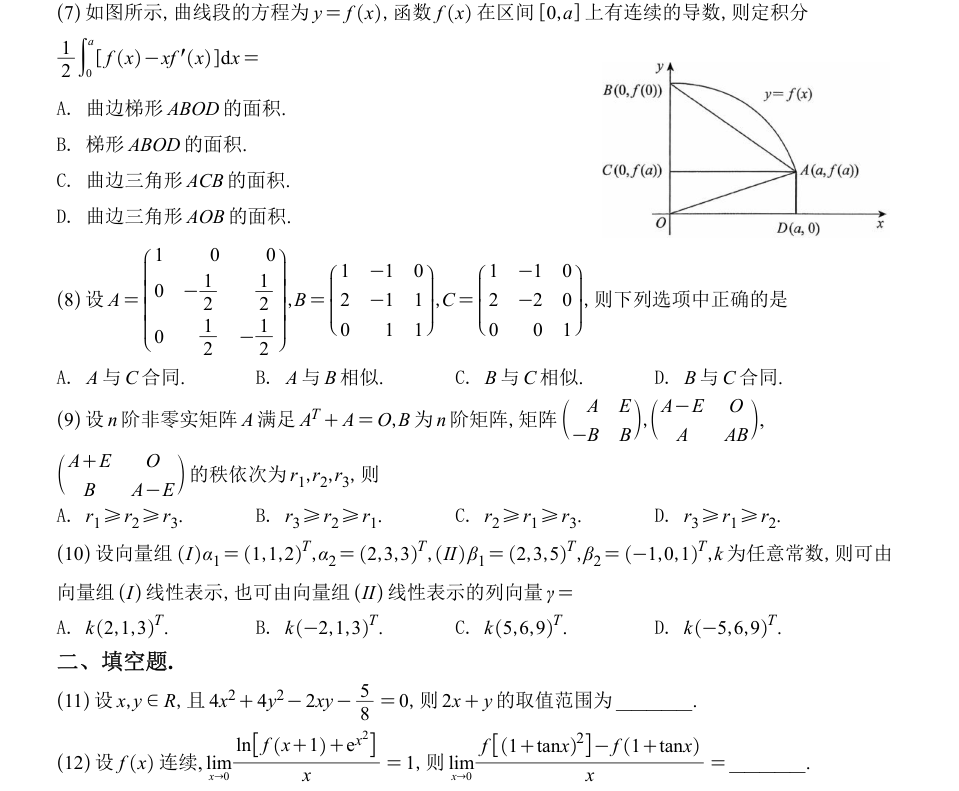 (7) 如图所示, 曲线段的方程为 y=f(x), 函数 f(x) 在区间 [0,a] 上有连续的导数, 则定积分
1/2 ∫₀ᵃ [f(x)−xf′(x)]dx=
A. 曲边梯形 ABOD 的面积.
B. 梯形 ABOD 的面积.
C. 曲边三角形 ACB 的面积.
D. 曲边三角形 AOB 的面积.
y
B(0,f(0))
y=f(x)
C(0,f(a))
A(a,f(a))
O
D(a,0)
x
(8) 设 A=(1 0 0; 0 −1/2 1/2; 0 1/2 −1/2), B=(1 −1 0; 2 −1 1; 0 1 1), C=(1 −1 0; 2 −2 0; 0 0 1), 则下列选项中正确的是
A. A 与 C 合同. B. A 与 B 相似. C. B 与 C 相似. D. B 与 C 合同.
(9) 设 n 阶非零实矩阵 A 满足 Aᵀ+A=O,B 为 n 阶矩阵, 矩阵 (A E; −B B), (A−E O; A AB),
(A+E O; B A−E) 的秩依次为 r₁,r₂,r₃, 则
A. r₁⩾r₂⩾r₃. B. r₃⩾r₂⩾r₁. C. r₂⩾r₁⩾r₃. D. r₃⩾r₁⩾r₂.
(10) 设向量组 (I)α₁=(1,1,2)ᵀ,α₂=(2,3,3)ᵀ,(II)β₁=(2,3,5)ᵀ,β₂=(−1,0,1)ᵀ,k 为任意常数, 则可由
向量组 (I) 线性表示, 也可由向量组 (II) 线性表示的列向量 γ=
A. k(2,1,3)ᵀ. B. k(−2,1,3)ᵀ. C. k(5,6,9)ᵀ. D. k(−5,6,9)ᵀ.
二、填空题.
(11) 设 x,y∈R, 且 4x²+4y²−2xy−5/8=0, 则 2x+y 的取值范围为________.
(12) 设 f(x) 连续, lim x→0 ln[f(x+1)+e^(x²)]/x=1, 则 lim x→0 f[(1+tanx)²]−f(1+tanx)/x=________.